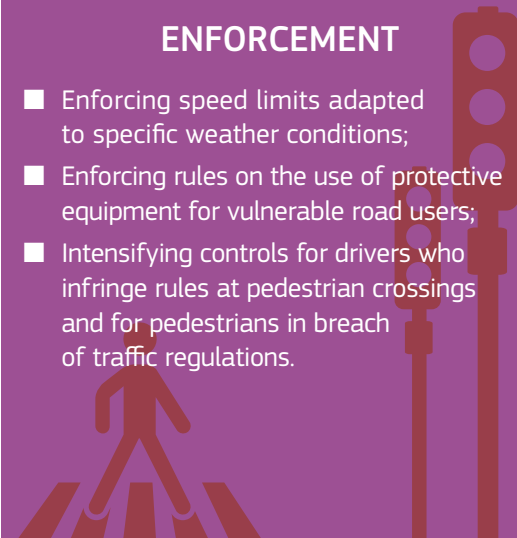 ENFORCEMENT
■ Enforcing speed limits adapted
to specific weather conditions;
■ Enforcing rules on the use of protective
equipment for vulnerable road users;
■ Intensifying controls for drivers who
infringe rules at pedestrian crossings
and for pedestrians in breach
of traffic regulations.